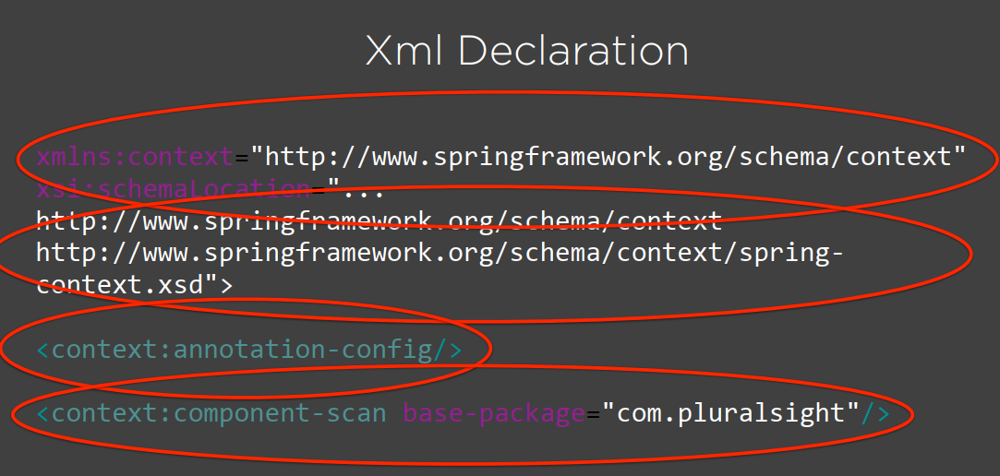 Xml Declaration
xmlns:context="http://www.springframework.org/schema/context"
xsi:schemaLocation="...
http://www.springframework.org/schema/context
http://www.springframework.org/schema/context/spring-
context.xsd">
<context:annotation-config/>
<context:component-scan base-package="com.pluralsight"/>